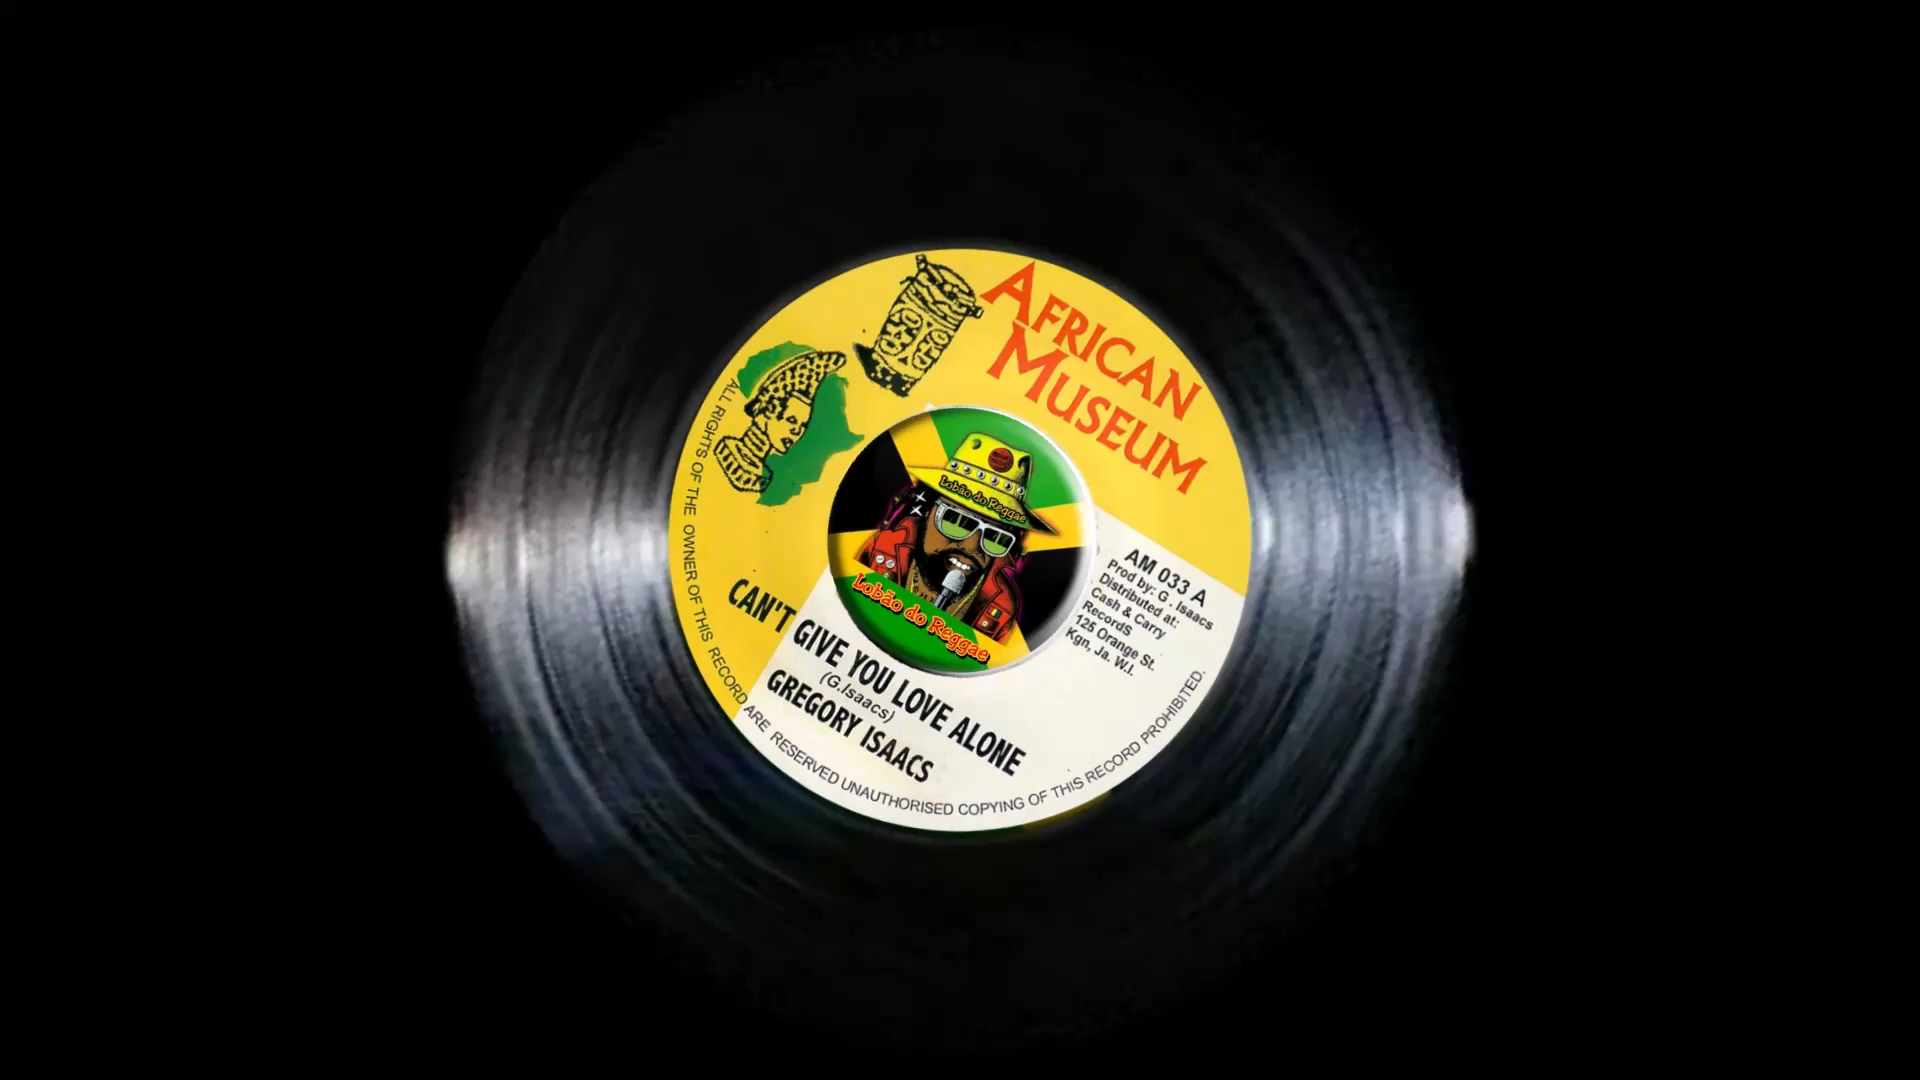 AFRICAN
MUSEUM
Lobão do Reggae
Lobão do Reggae
AM 033 A
Prod by: G . Isaacs
Distributed at:
Cash & Carry
RecordS
125 Orange St.
Kgn, Ja. W.I.
CAN'T GIVE YOU LOVE ALONE
(G.Isaacs)
GREGORY ISAACS
ALL RIGHTS OF THE OWNER OF THIS RECORD ARE RESERVED UNAUTHORISED COPYING OF THIS RECORD PROHIBITED.